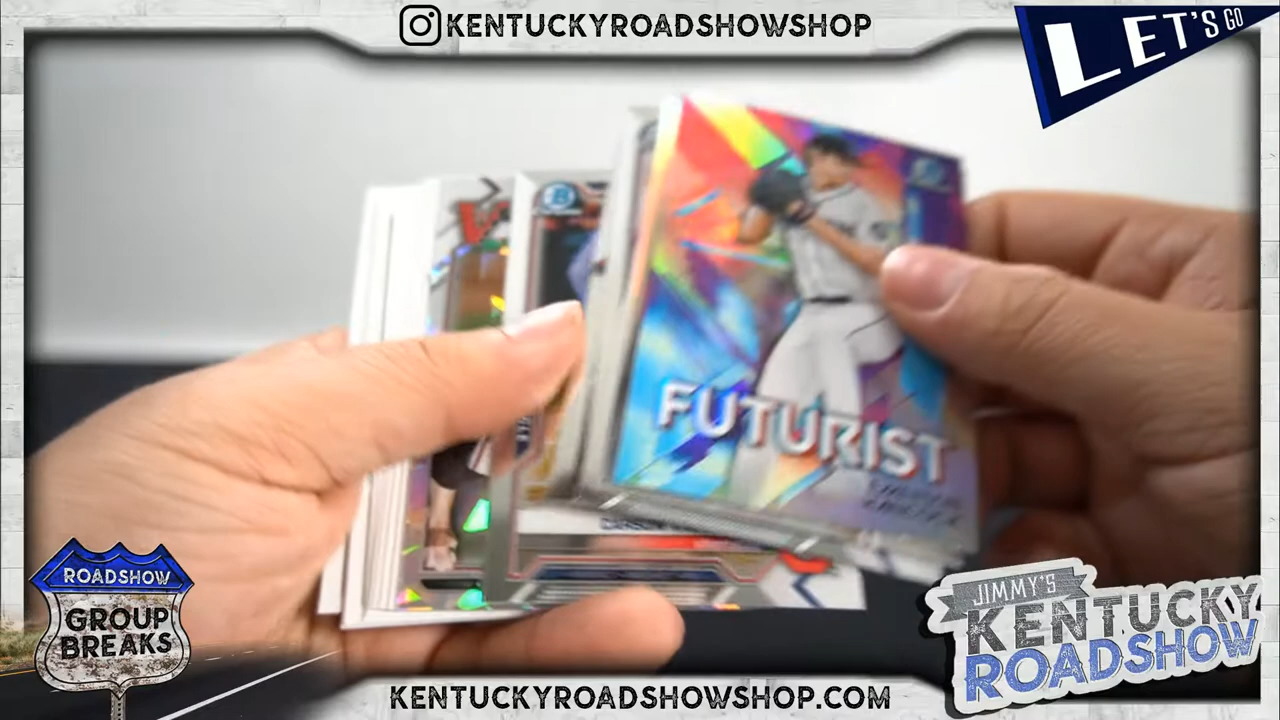 KENTUCKYROADSHOWSHOP
LET'S GO
B
FUTURIST
ROADSHOW
GROUP
BREAKS
JIMMY'S
KENTUCKY
ROADSHOW
KENTUCKYROADSHOWSHOP.COM